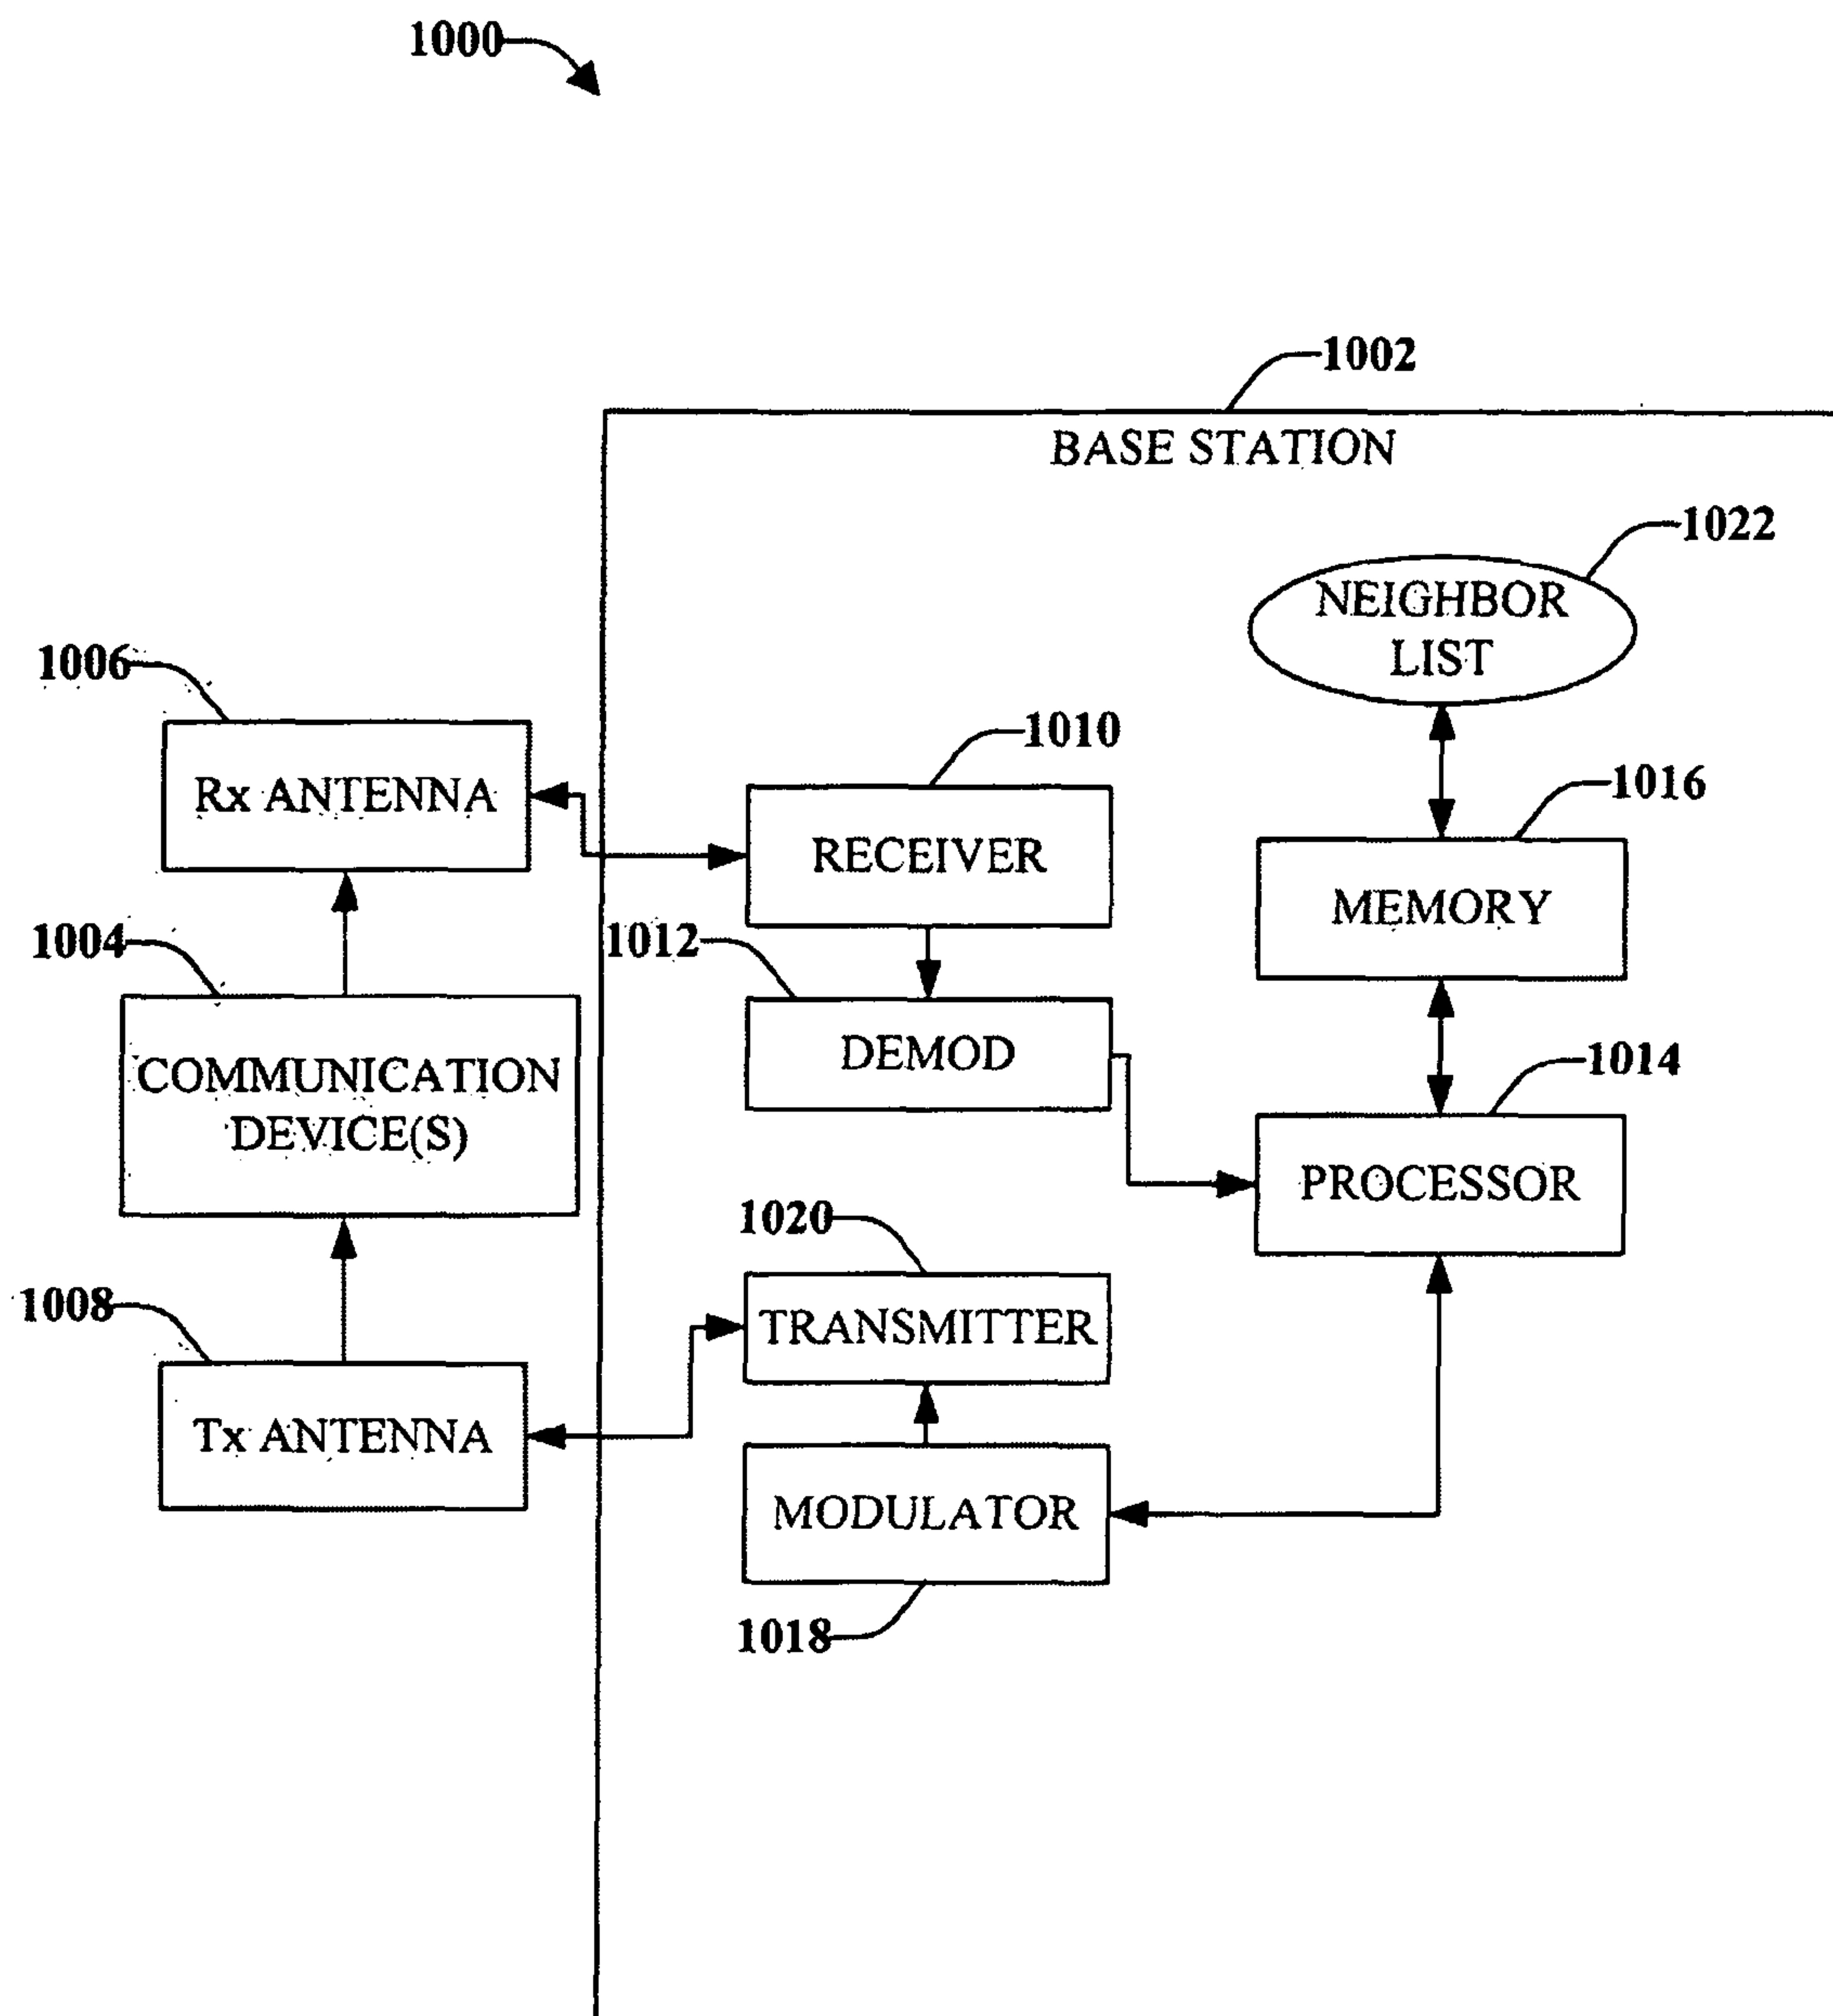 1000
1002
BASE STATION
1022
NEIGHBOR
LIST
1006
Rx ANTENNA
1010
RECEIVER
1016
MEMORY
1004
COMMUNICATION
DEVICE(S)
1012
DEMOD
1014
PROCESSOR
1020
TRANSMITTER
1008
Tx ANTENNA
MODULATOR
1018